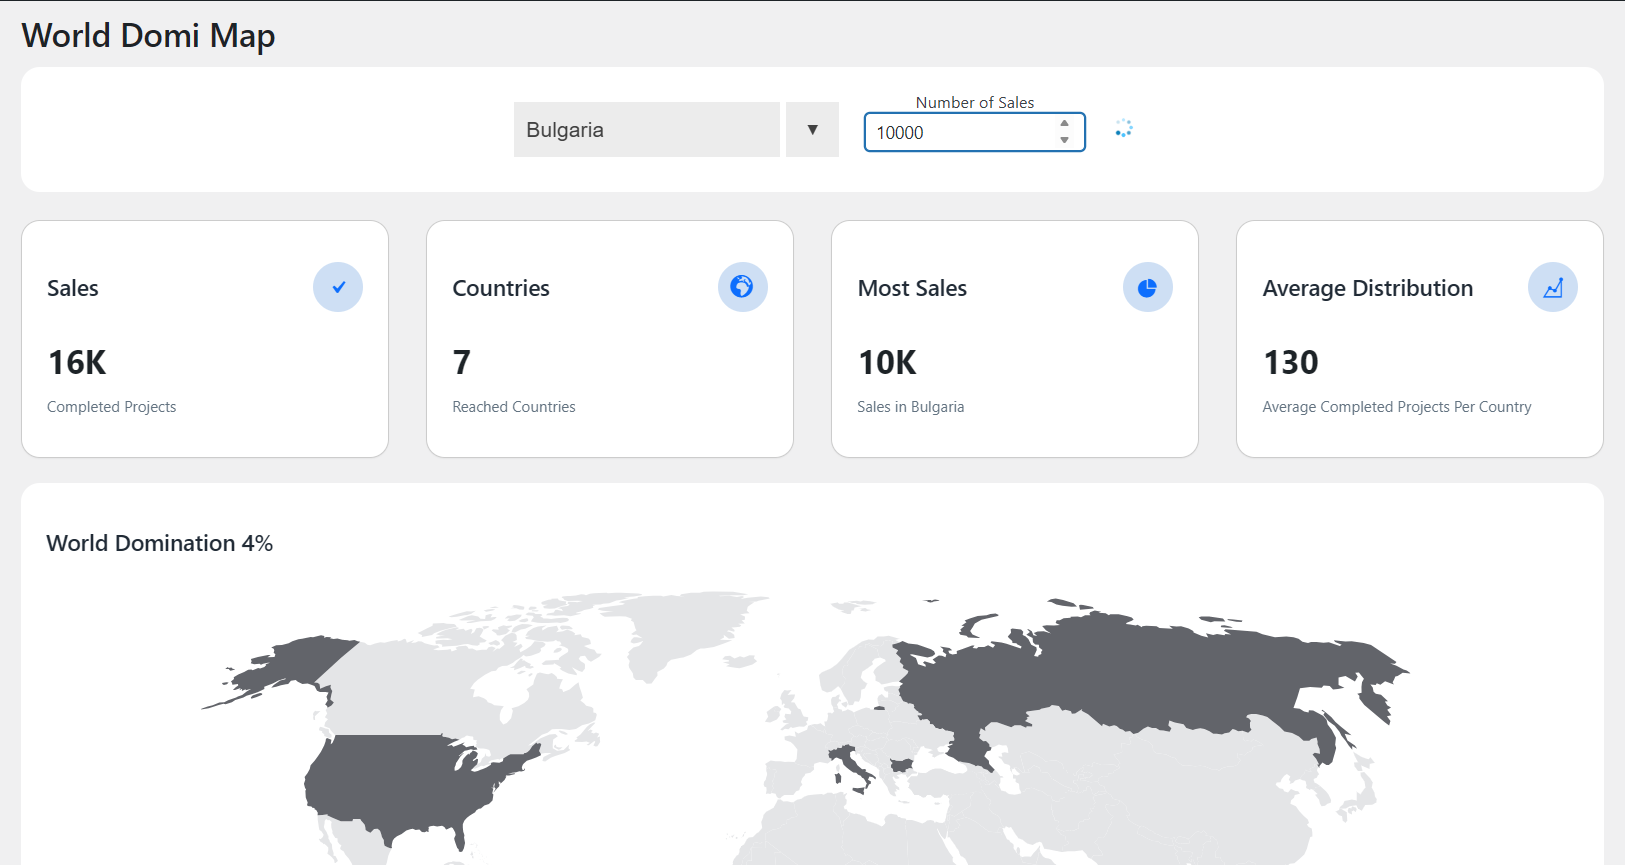 World Domi Map
Number of Sales
Bulgaria
▼
10000
Sales
Countries
Most Sales
Average Distribution
16K
7
10K
130
Completed Projects
Reached Countries
Sales in Bulgaria
Average Completed Projects Per Country
World Domination 4%